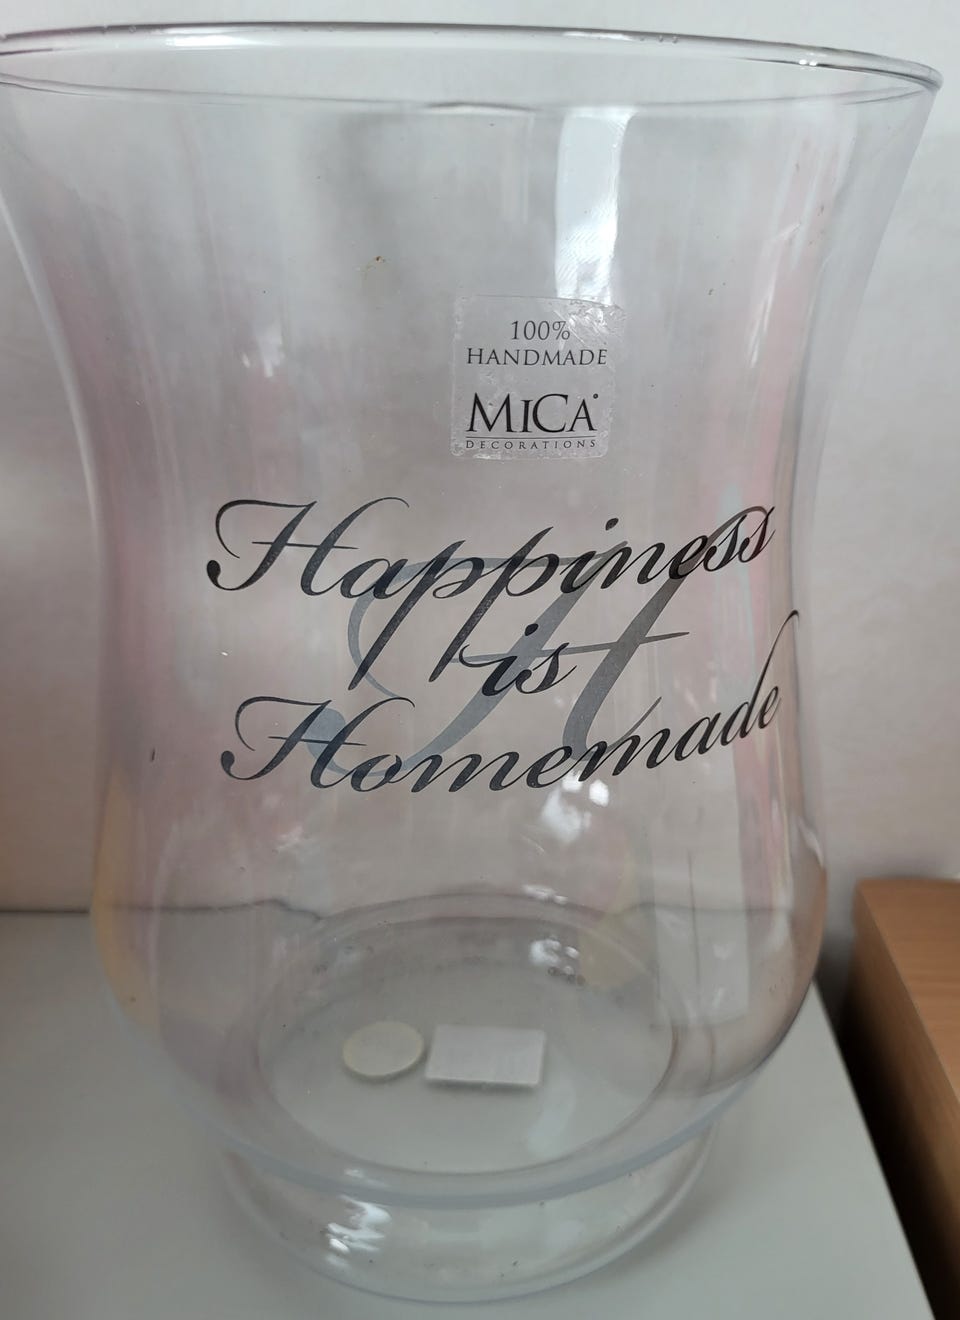 100%
HANDMADE
MICA
DECORATIONS
Happiness
H
is
Homemade